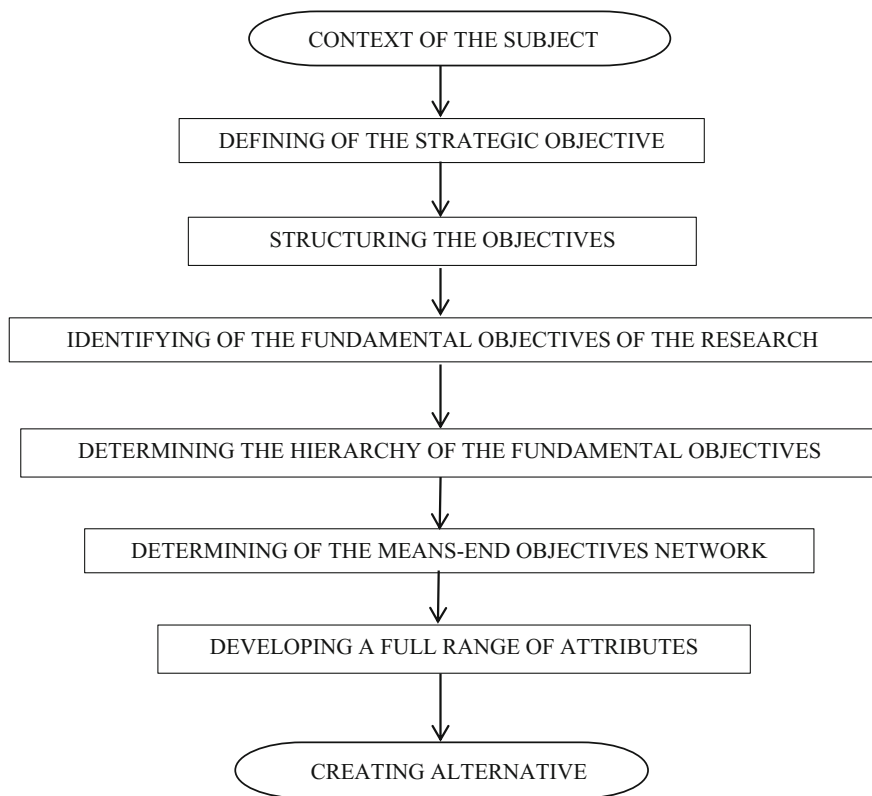 CONTEXT OF THE SUBJECT
DEFINING OF THE STRATEGIC OBJECTIVE
STRUCTURING THE OBJECTIVES
IDENTIFYING OF THE FUNDAMENTAL OBJECTIVES OF THE RESEARCH
DETERMINING THE HIERARCHY OF THE FUNDAMENTAL OBJECTIVES
DETERMINING OF THE MEANS-END OBJECTIVES NETWORK
DEVELOPING A FULL RANGE OF ATTRIBUTES
CREATING ALTERNATIVE